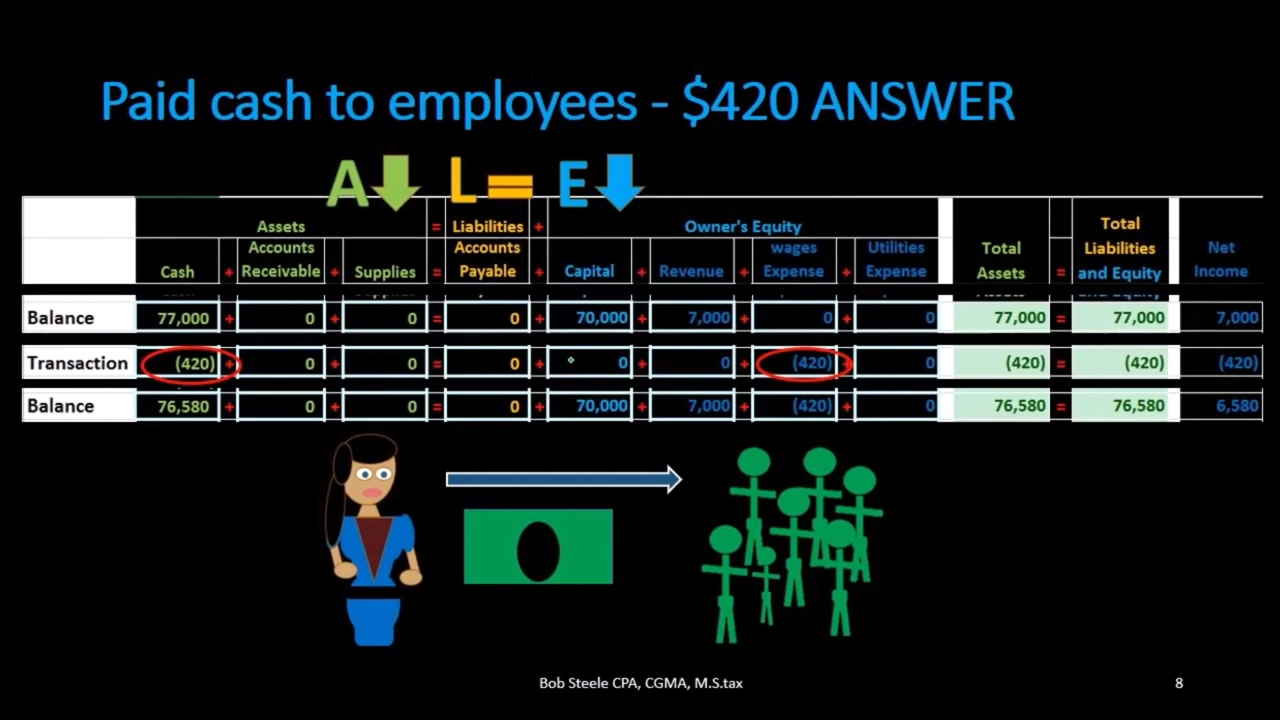 Paid cash to employees - $420 ANSWER
A L = E
Assets = Liabilities + Owner's Equity
Cash + Accounts Receivable + Supplies = Accounts Payable + Capital + Revenue + wages Expense + Utilities Expense Total Assets = Total Liabilities and Equity Net Income
Balance 77,000 + 0 + 0 = 0 + 70,000 + 7,000 + 0 + 0 77,000 = 77,000 7,000
Transaction (420) + 0 + 0 = 0 + 0 + 0 + (420) + 0 (420) = (420) (420)
Balance 76,580 + 0 + 0 = 0 + 70,000 + 7,000 + (420) + 0 76,580 = 76,580 6,580
Bob Steele CPA, CGMA, M.S.tax
8